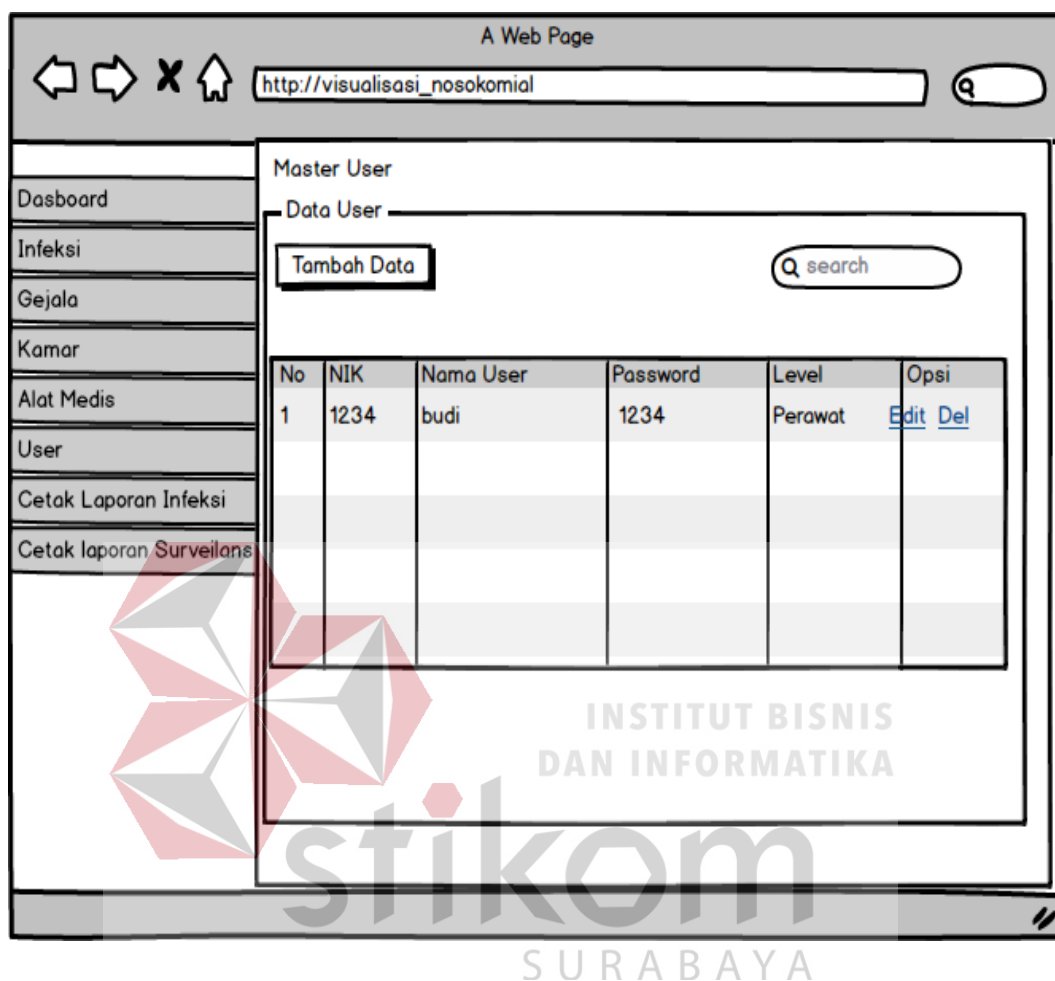 A Web Page
http://visualisasi_nosokomial
Dasboard
Infeksi
Gejala
Kamar
Alat Medis
User
Cetak Laporan Infeksi
Cetak laporan Surveilans
Master User
Data User
Tambah Data
search
No NIK Nama User Password Level Opsi
1 1234 budi 1234 Perawat Edit Del
INSTITUT BISNIS
DAN INFORMATIKA
stikom
SURABAYA